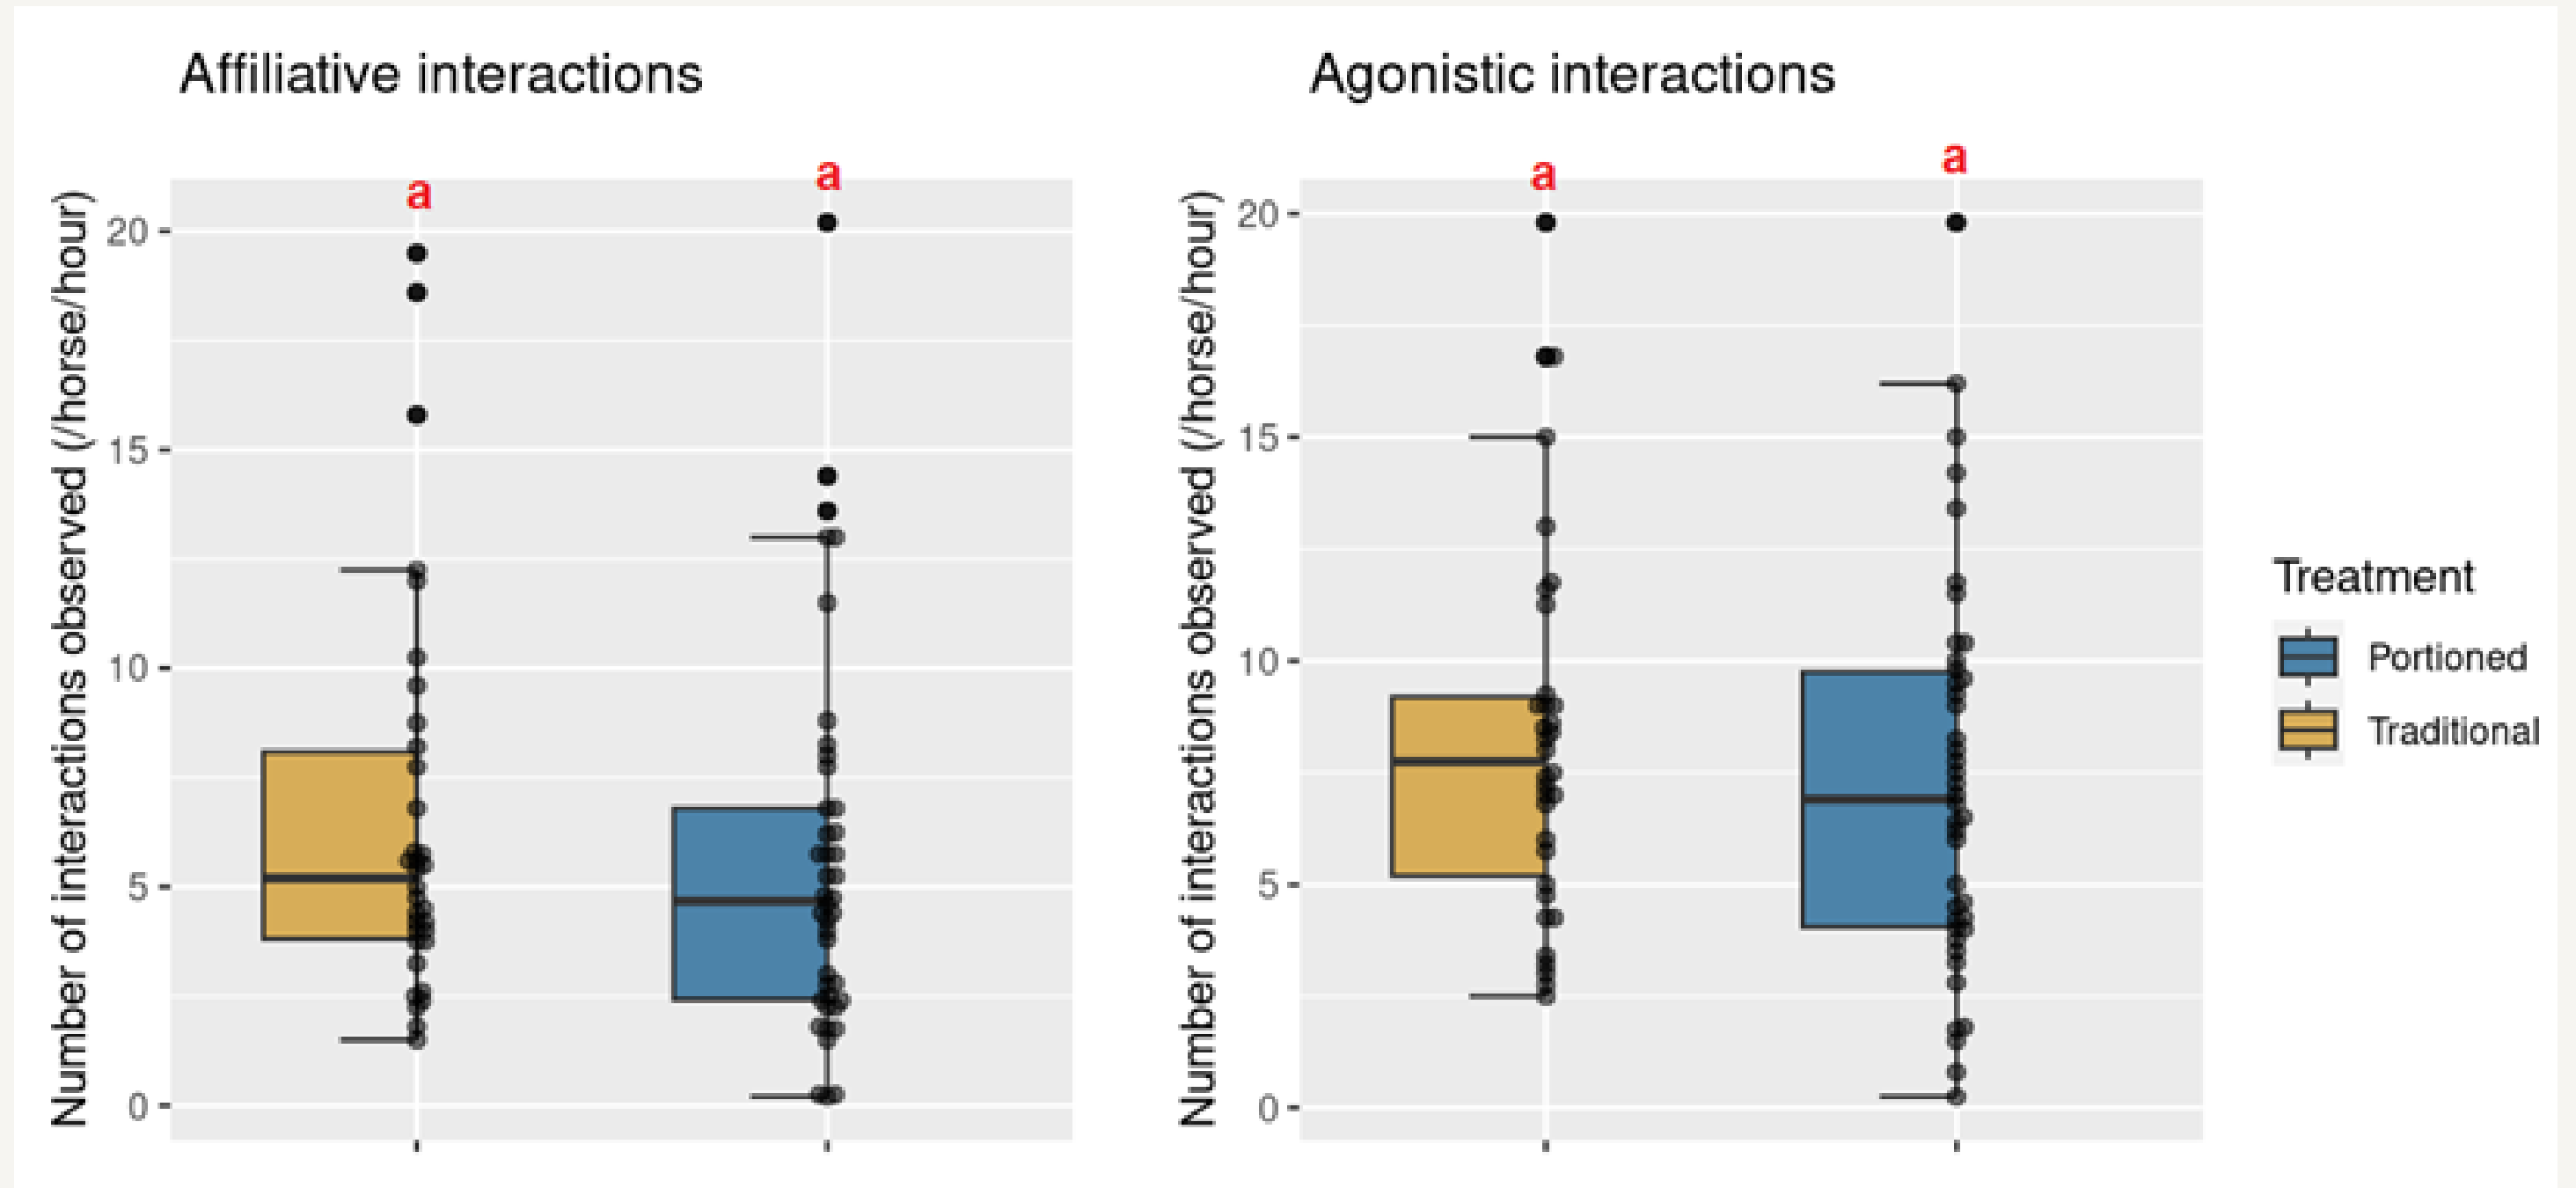 Affiliative interactions
a
a
Number of interactions observed (/horse/hour)
20
15
10
5
0
Agonistic interactions
a
a
Number of interactions observed (/horse/hour)
20
15
10
5
0
Treatment
Portioned
Traditional